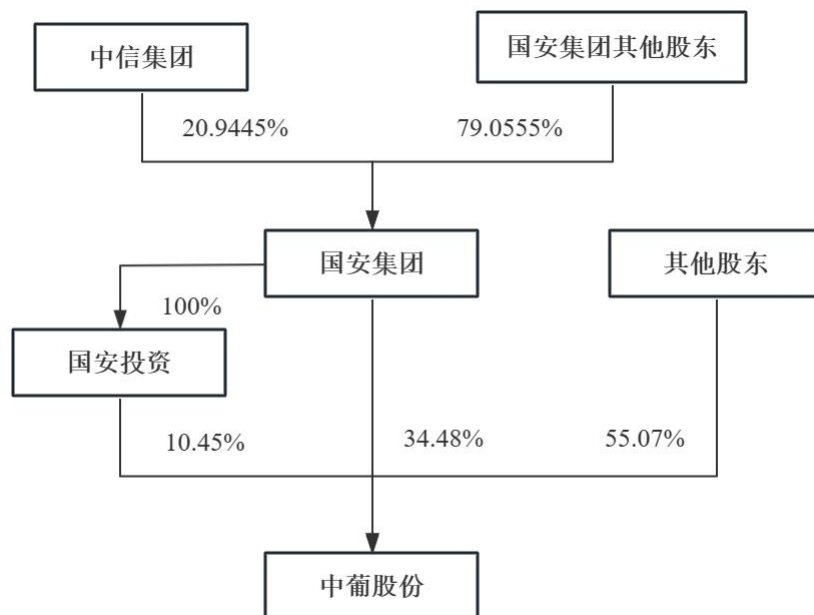 中信集团
国安集团其他股东
20.9445%
79.0555%
国安集团
其他股东
100%
国安投资
10.45%
34.48%
55.07%
中葡股份